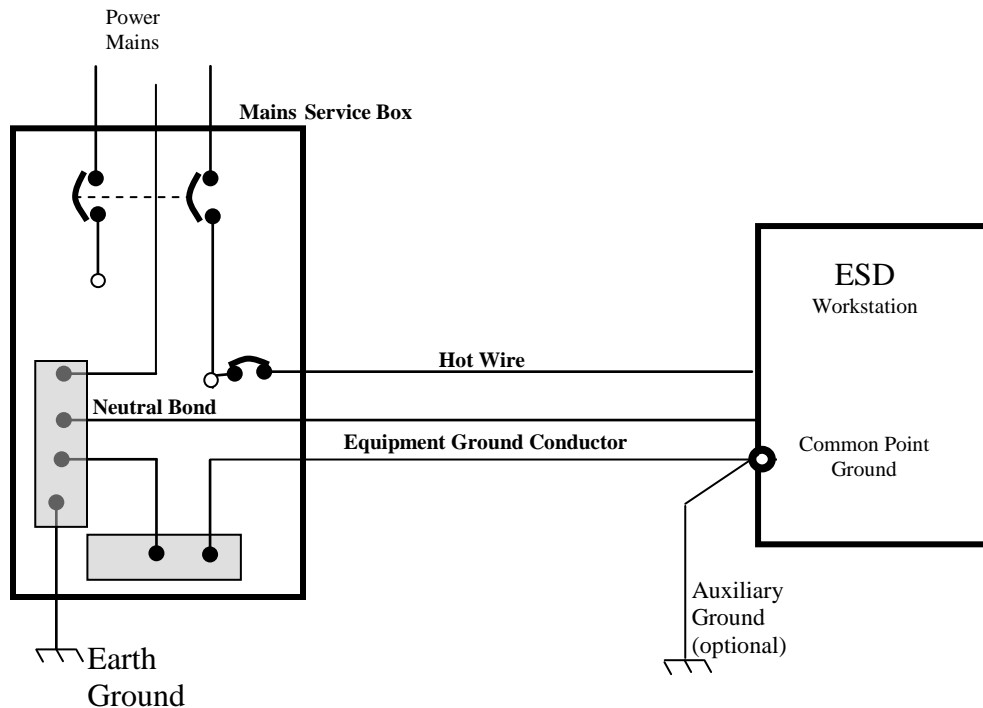 Power
Mains
Mains Service Box
ESD
Workstation
Hot Wire
Neutral Bond
Equipment Ground Conductor
Common Point
Ground
Auxiliary
Ground
(optional)
Earth
Ground